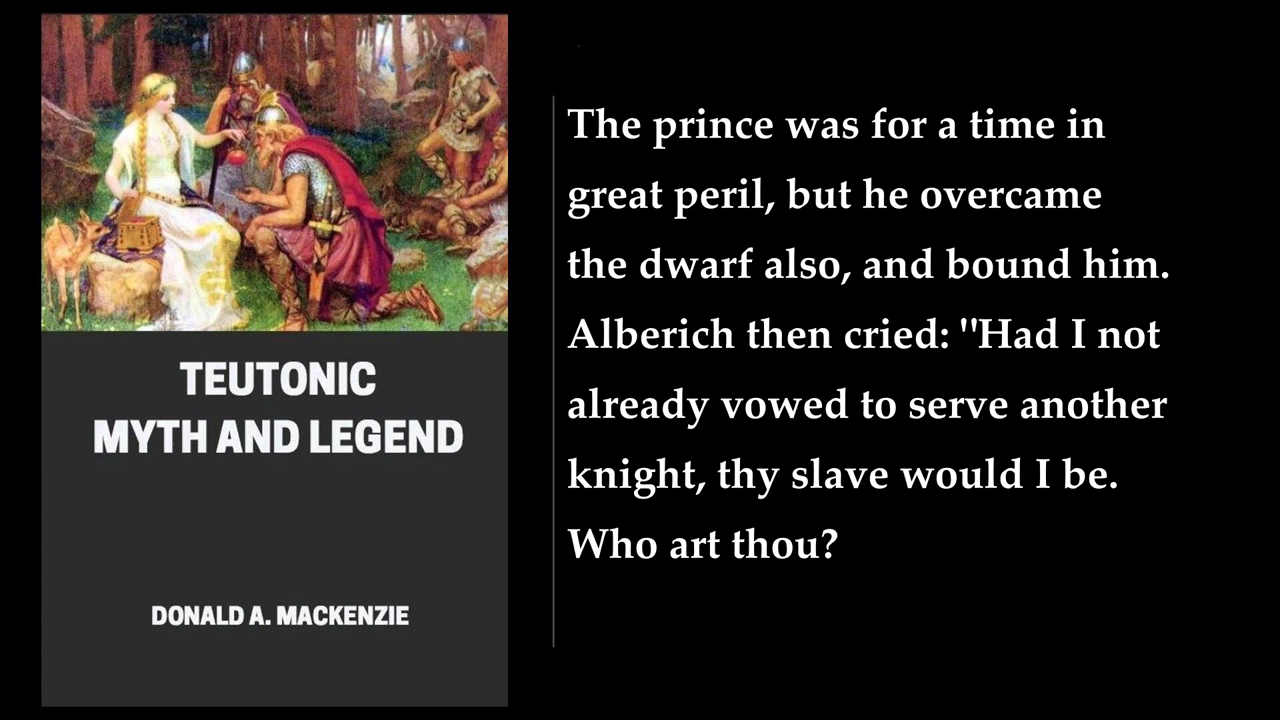 TEUTONIC
MYTH AND LEGEND
DONALD A. MACKENZIE
The prince was for a time in
great peril, but he overcame
the dwarf also, and bound him.
Alberich then cried: "Had I not
already vowed to serve another
knight, thy slave would I be.
Who art thou?